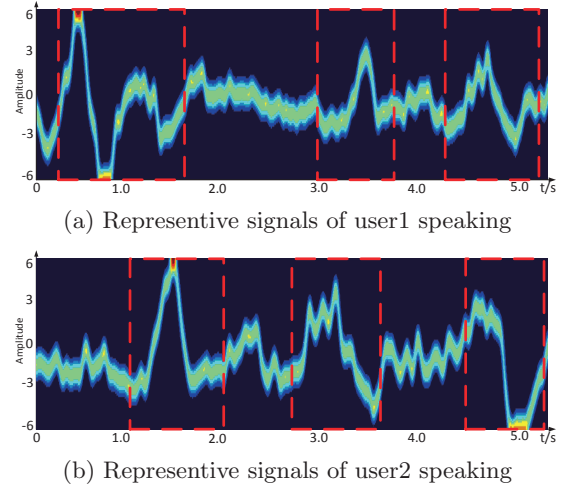 6
3
0
-3
-6
Amplitude
0 1.0 2.0 3.0 4.0 5.0 t/s
(a) Representive signals of user1 speaking
6
3
0
-3
-6
Amplitude
0 1.0 2.0 3.0 4.0 5.0 t/s
(b) Representive signals of user2 speaking